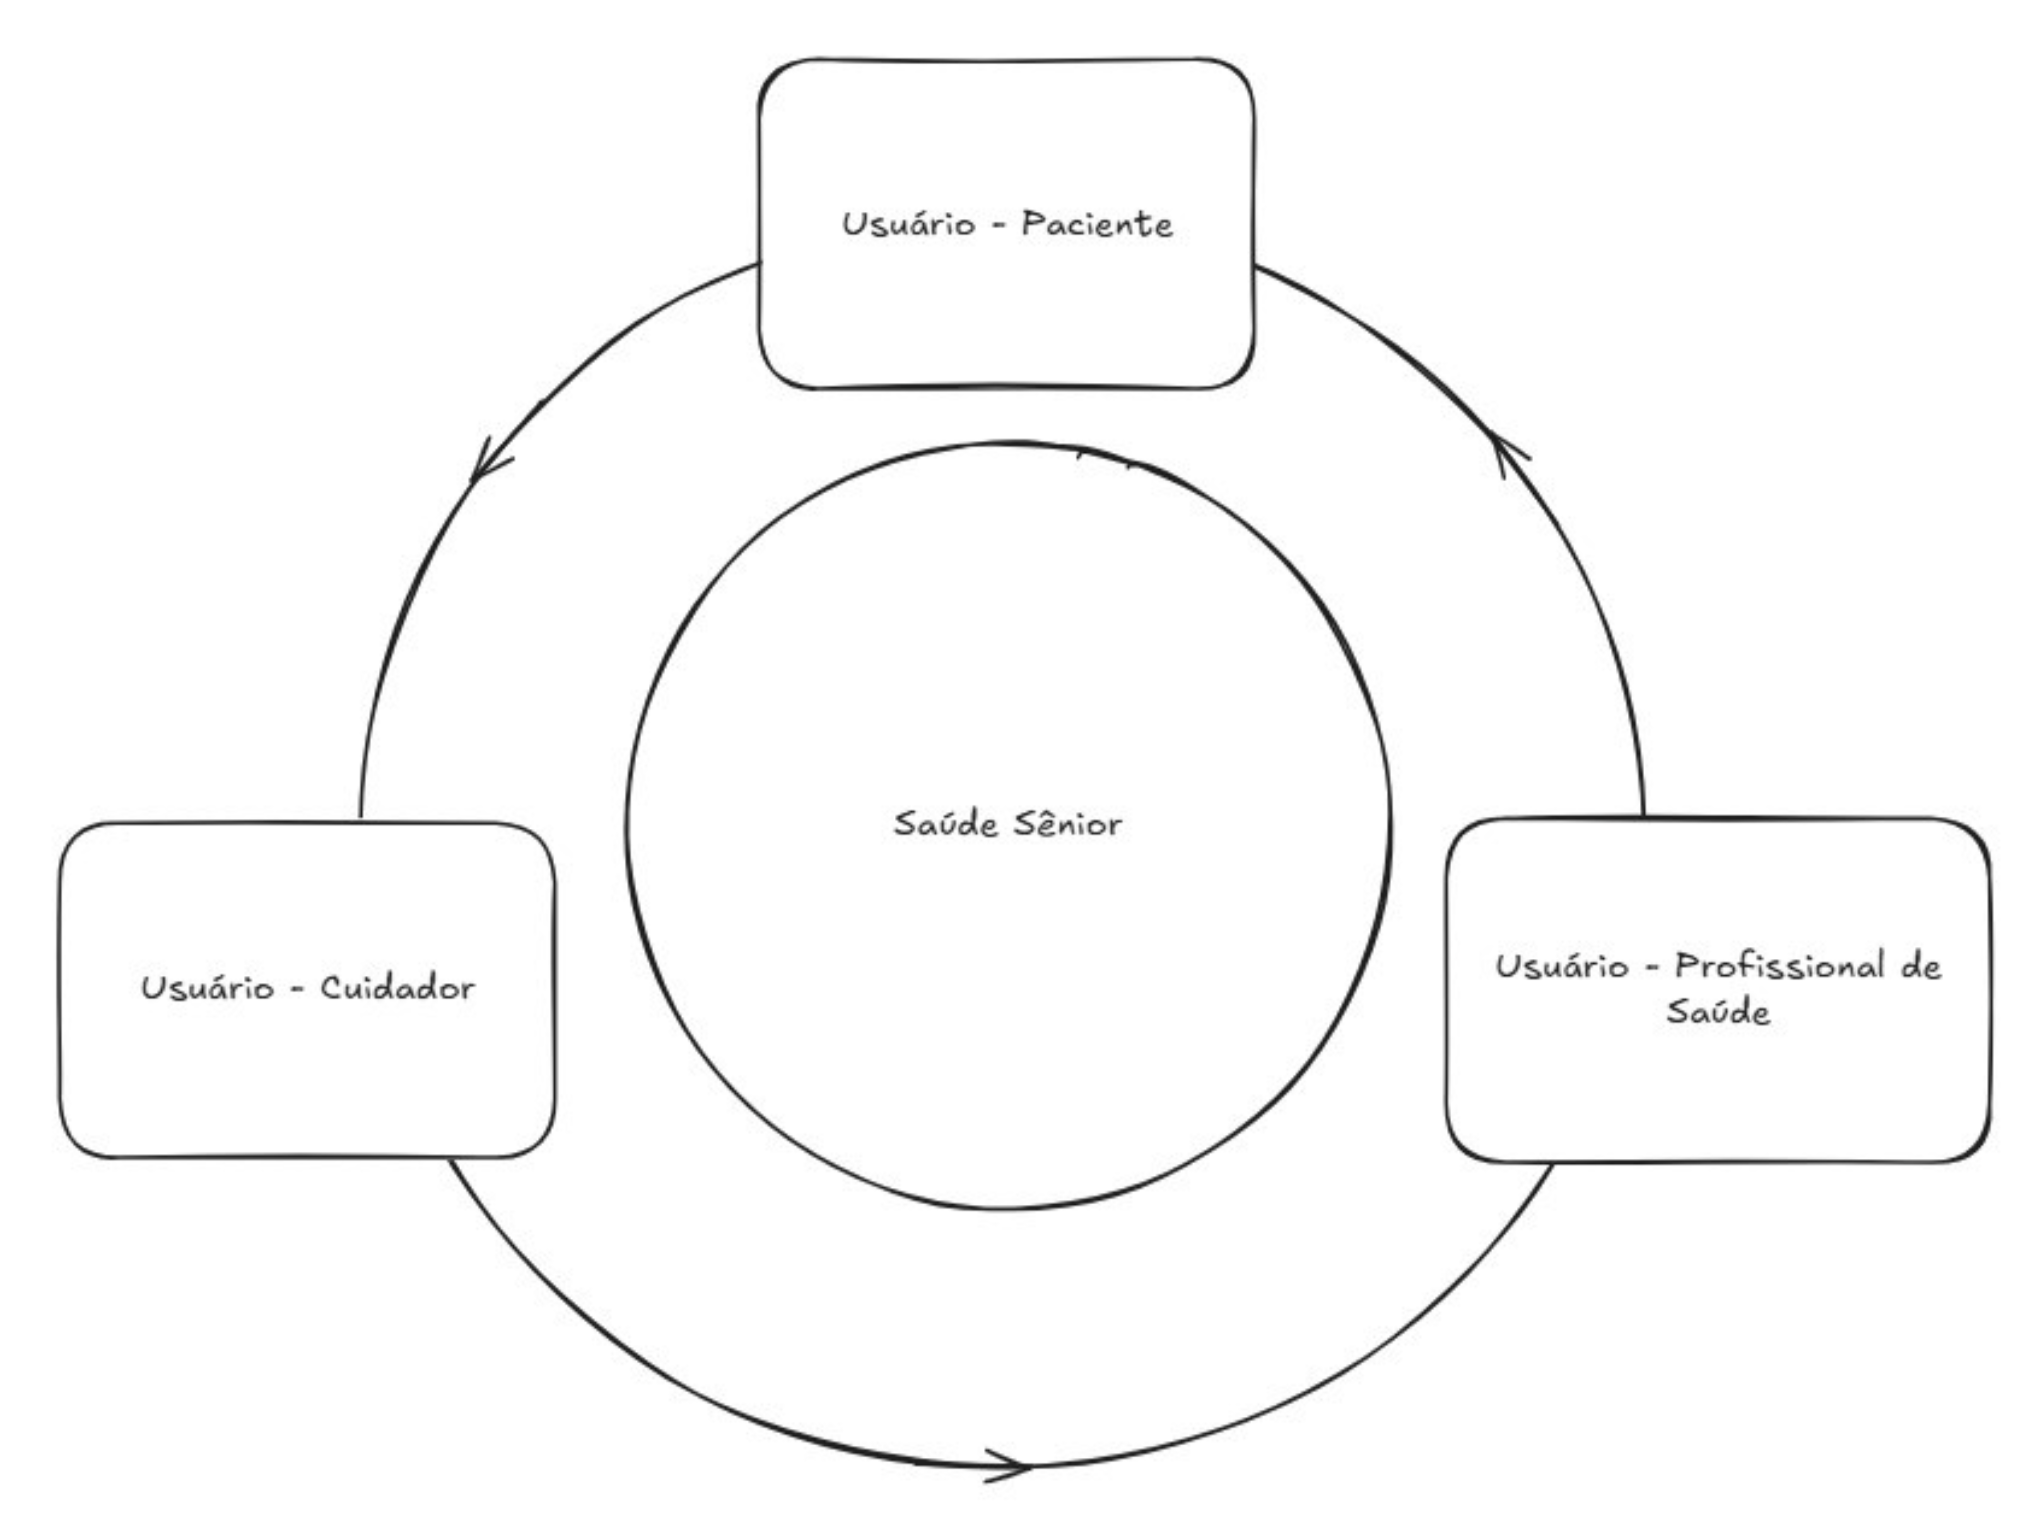 Usuário - Paciente
Saúde Sênior
Usuário - Cuidador
Usuário - Profissional de
Saúde